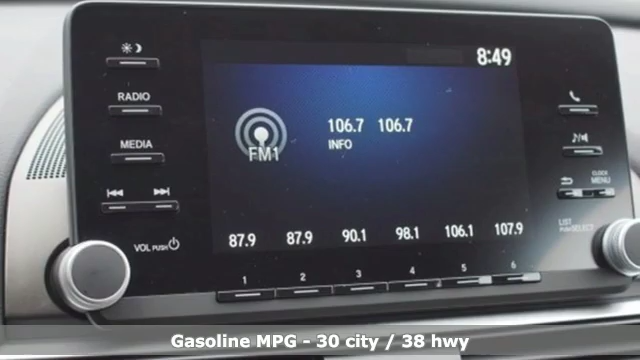 8:49
RADIO
106.7 106.7
INFO
FM1
MEDIA
CLOCK
MENU
VOL PUSH
LIST
PUSH SELECT
87.9 87.9 90.1 98.1 106.1 107.9
1 2 3 4 5 6
Gasoline MPG - 30 city / 38 hwy